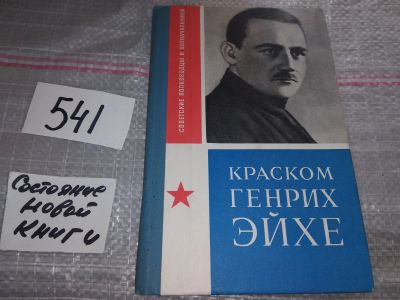 541
Состояние
новой
книги
СОВЕТСКИЕ ПОЛКОВОДЦЫ И ВОЕНАЧАЛЬНИКИ
КРАСКОМ
ГЕНРИХ
ЭЙХЕ